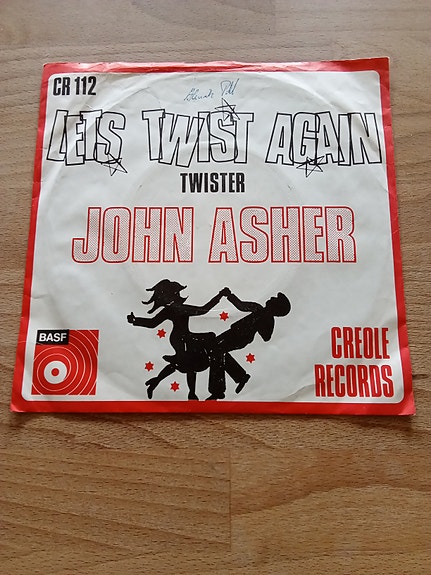 CR 112
LETS TWIST AGAIN
TWISTER
JOHN ASHER
BASF
CREOLE
RECORDS